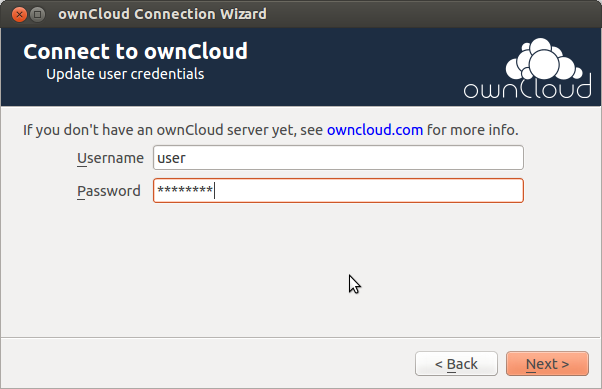 ownCloud Connection Wizard
Connect to ownCloud
Update user credentials
ownCloud
If you don't have an ownCloud server yet, see owncloud.com for more info.
Username user
Password ********
< Back Next >